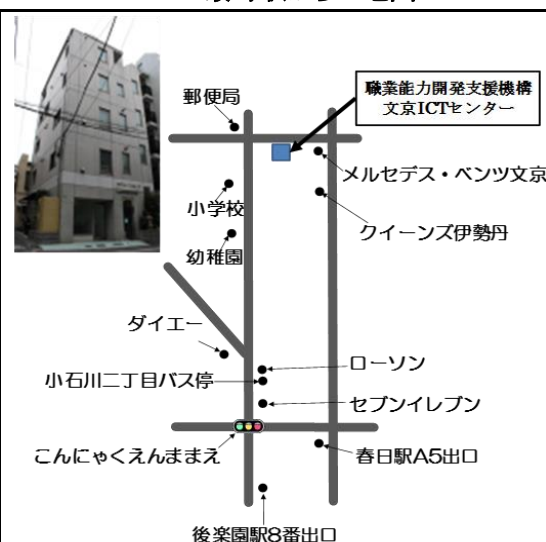 職業能力開発支援機構
文京ICTセンター
郵便局
メルセデス・ベンツ文京
小学校
クイーンズ伊勢丹
幼稚園
ダイエー
ローソン
小石川二丁目バス停
セブンイレブン
こんにゃくえんままえ
春日駅A5出口
後楽園駅8番出口